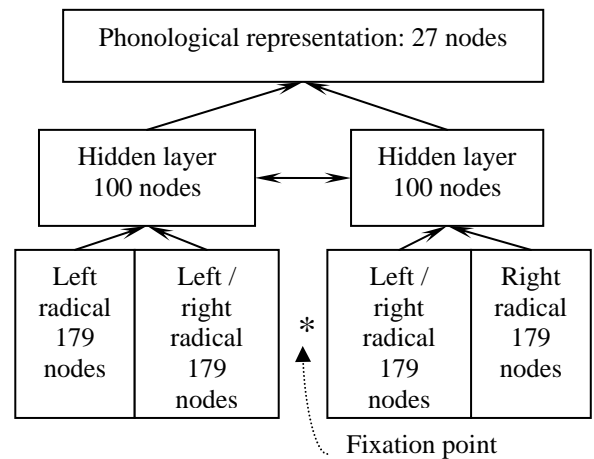 Phonological representation: 27 nodes
Hidden layer
100 nodes
Hidden layer
100 nodes
Left
radical
179
nodes
Left /
right
radical
179
nodes
*
Left /
right
radical
179
nodes
Right
radical
179
nodes
Fixation point